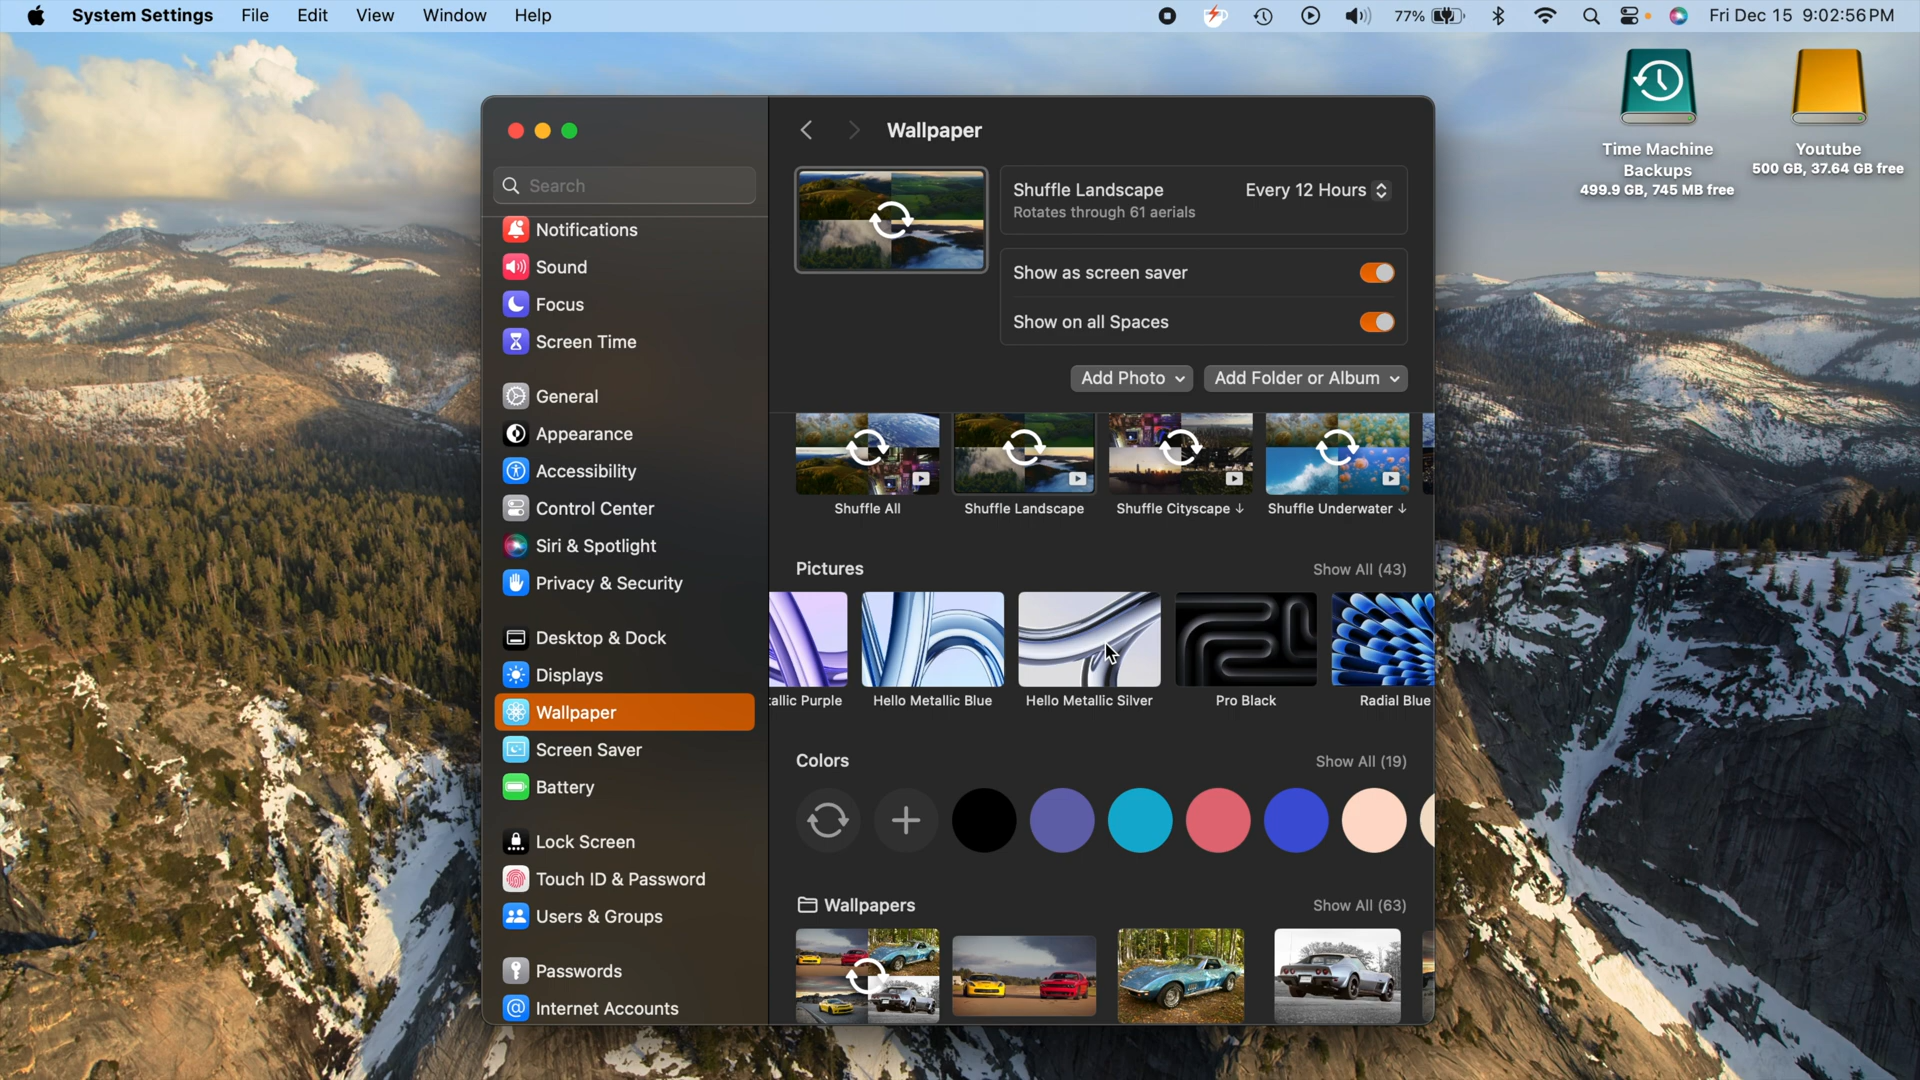 System Settings File Edit View Window Help 77% Fri Dec 15 9:02:56 PM
Time Machine
Backups
499.9 GB, 745 MB free
Youtube
500 GB, 37.64 GB free
Search
Notifications
Sound
Focus
Screen Time
General
Appearance
Accessibility
Control Center
Siri & Spotlight
Privacy & Security
Desktop & Dock
Displays
Wallpaper
Screen Saver
Battery
Lock Screen
Touch ID & Password
Users & Groups
Passwords
Internet Accounts
Wallpaper
Shuffle Landscape Every 12 Hours
Rotates through 61 aerials
Show as screen saver
Show on all Spaces
Add Photo Add Folder or Album
Shuffle All Shuffle Landscape Shuffle Cityscape ↓ Shuffle Underwater ↓
Pictures Show All (43)
allic Purple Hello Metallic Blue Hello Metallic Silver Pro Black Radial Blue
Colors Show All (19)
Wallpapers Show All (63)